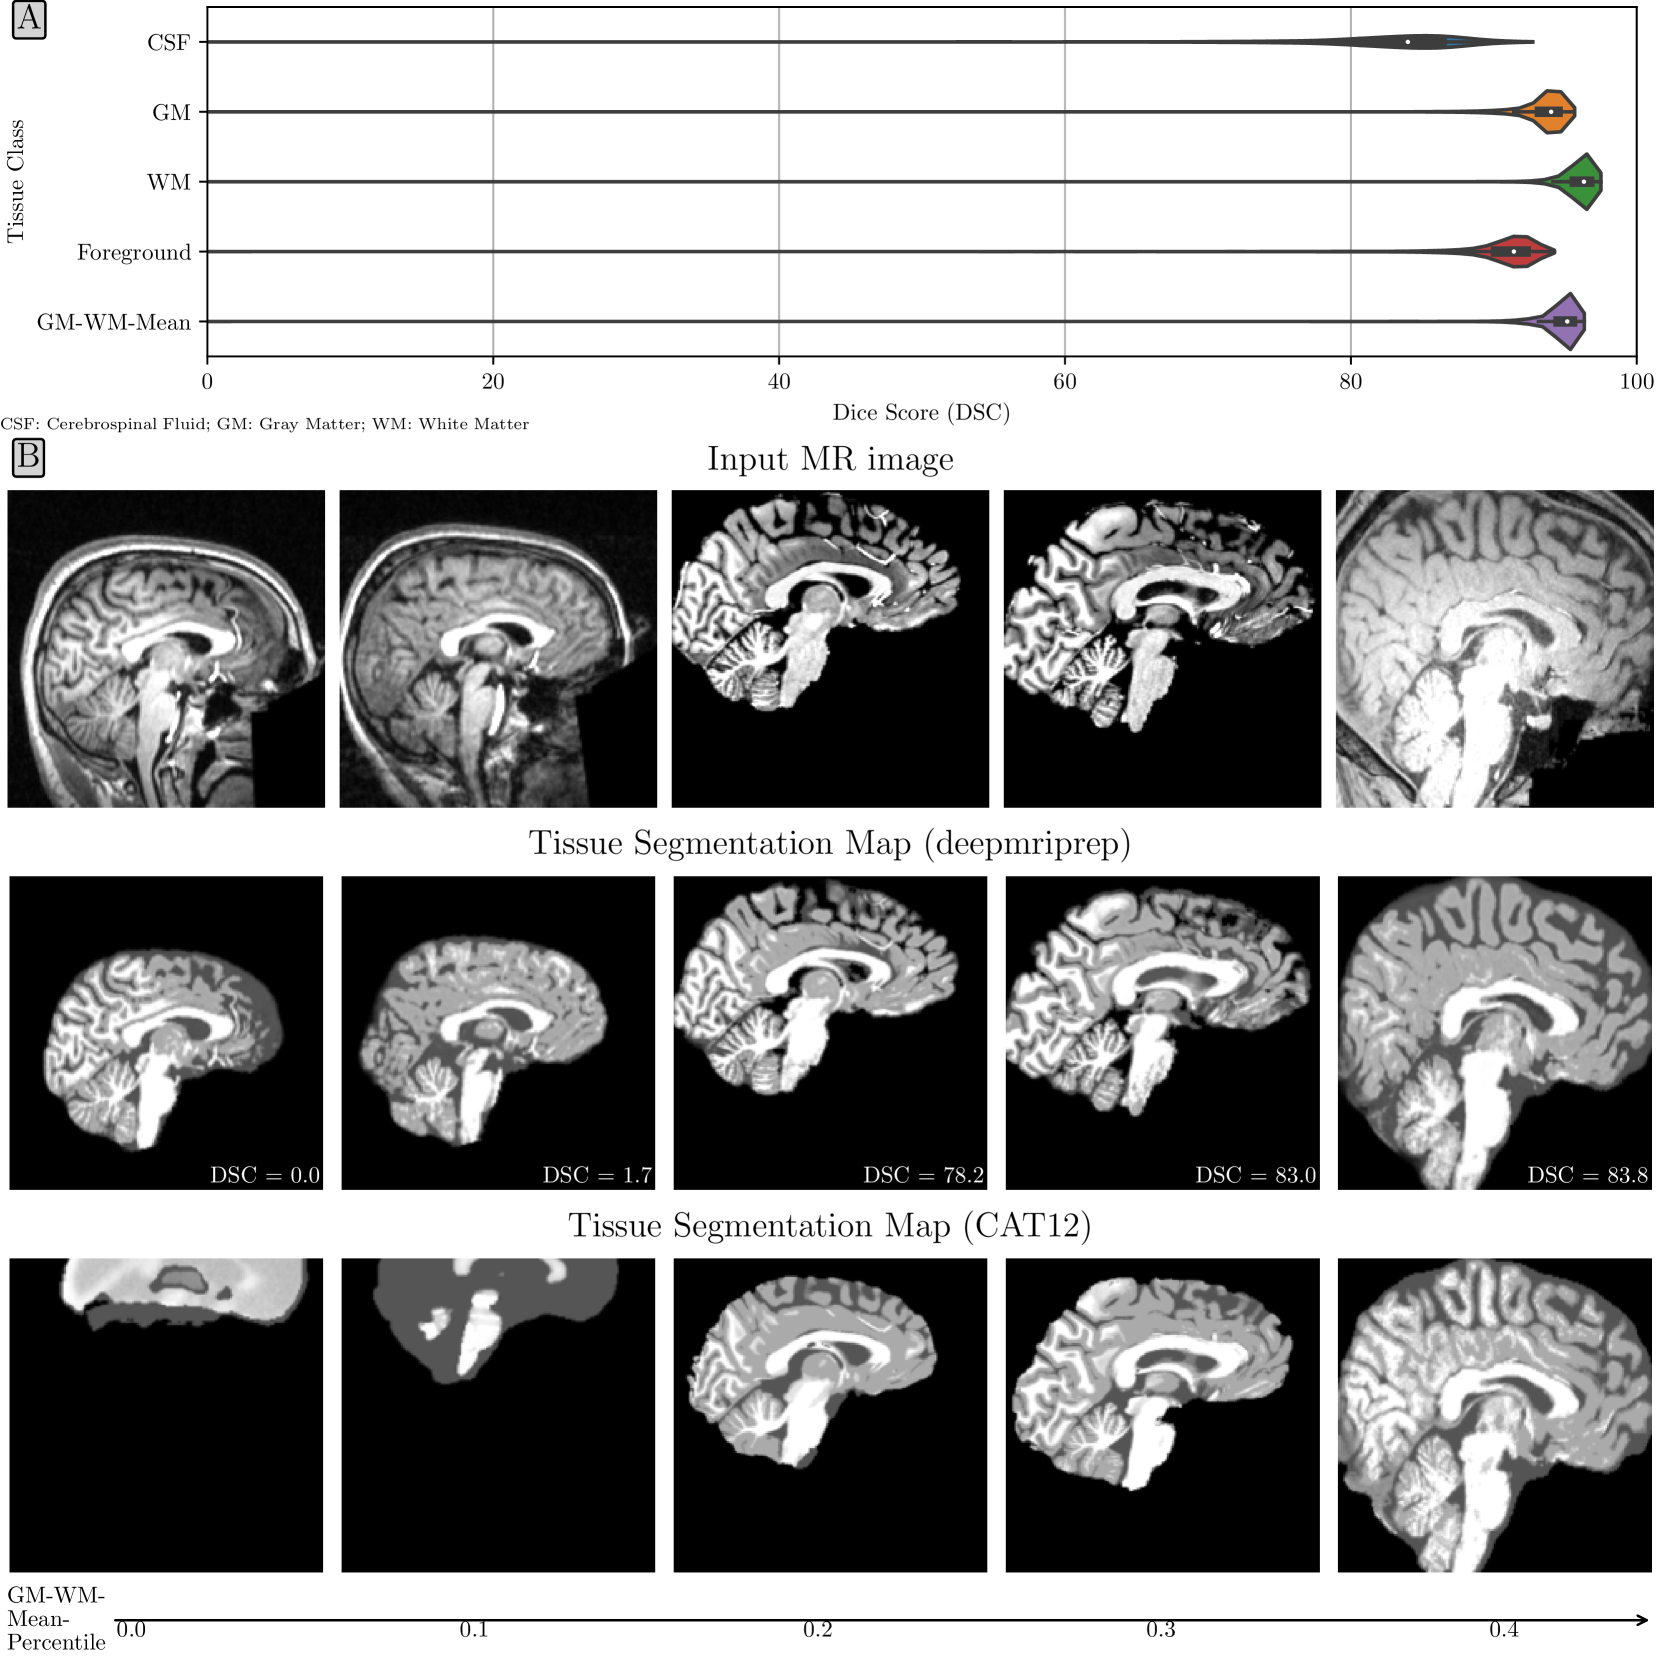 A
Tissue Class
CSF
GM
WM
Foreground
GM-WM-Mean
0 20 40 60 80 100
Dice Score (DSC)
CSF: Cerebrospinal Fluid; GM: Gray Matter; WM: White Matter
B
Input MR image
Tissue Segmentation Map (deepmriprep)
DSC = 0.0 DSC = 1.7 DSC = 78.2 DSC = 83.0 DSC = 83.8
Tissue Segmentation Map (CAT12)
GM-WM-
Mean-
Percentile
0.0 0.1 0.2 0.3 0.4